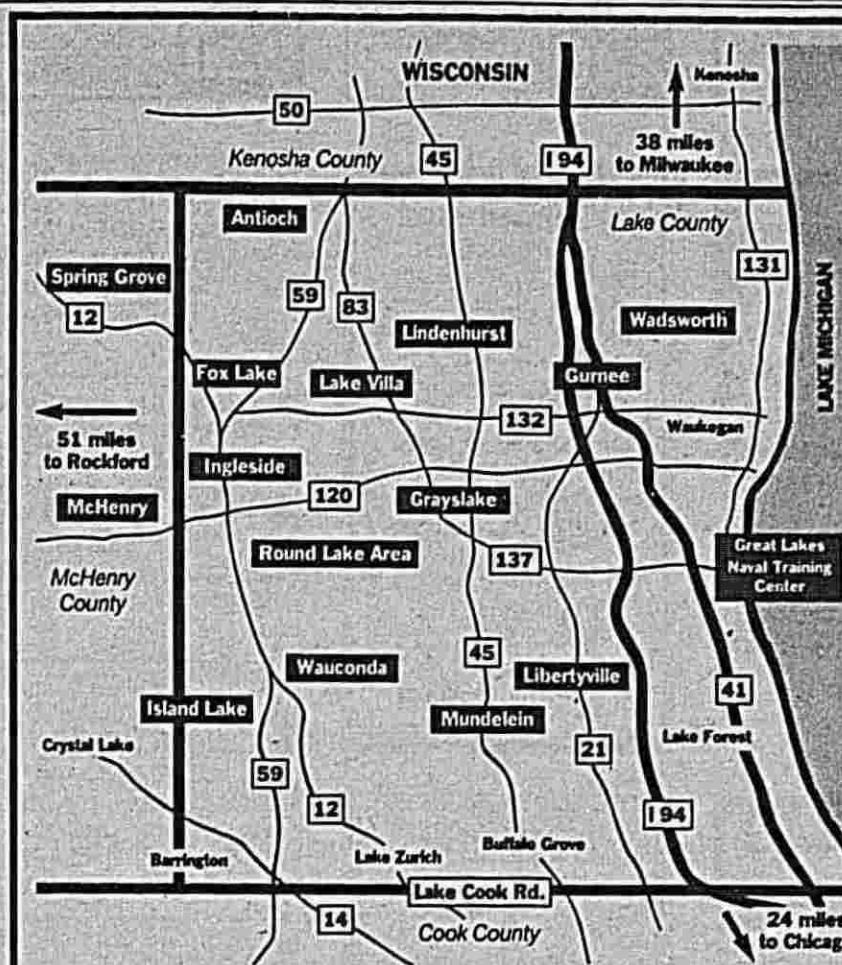 WISCONSIN
Kenosha
50
38 miles
to Milwaukee
Kenosha County
45
I 94
Antioch
Lake County
LAKE MICHIGAN
131
Spring Grove
12
59
83
Lindenhurst
Wadsworth
Fox Lake
Lake Villa
Gurnee
51 miles
to Rockford
132
Waukegan
Ingleside
McHenry
120
Grayslake
Great Lakes
Naval Training
Center
Round Lake Area
137
McHenry
County
Wauconda
45
Libertyville
41
Island Lake
Mundelein
Lake Forest
Crystal Lake
21
59
12
I 94
Barrington
Lake Zurich
Buffalo Grove
Lake Cook Rd.
14
Cook County
24 miles
to Chicag